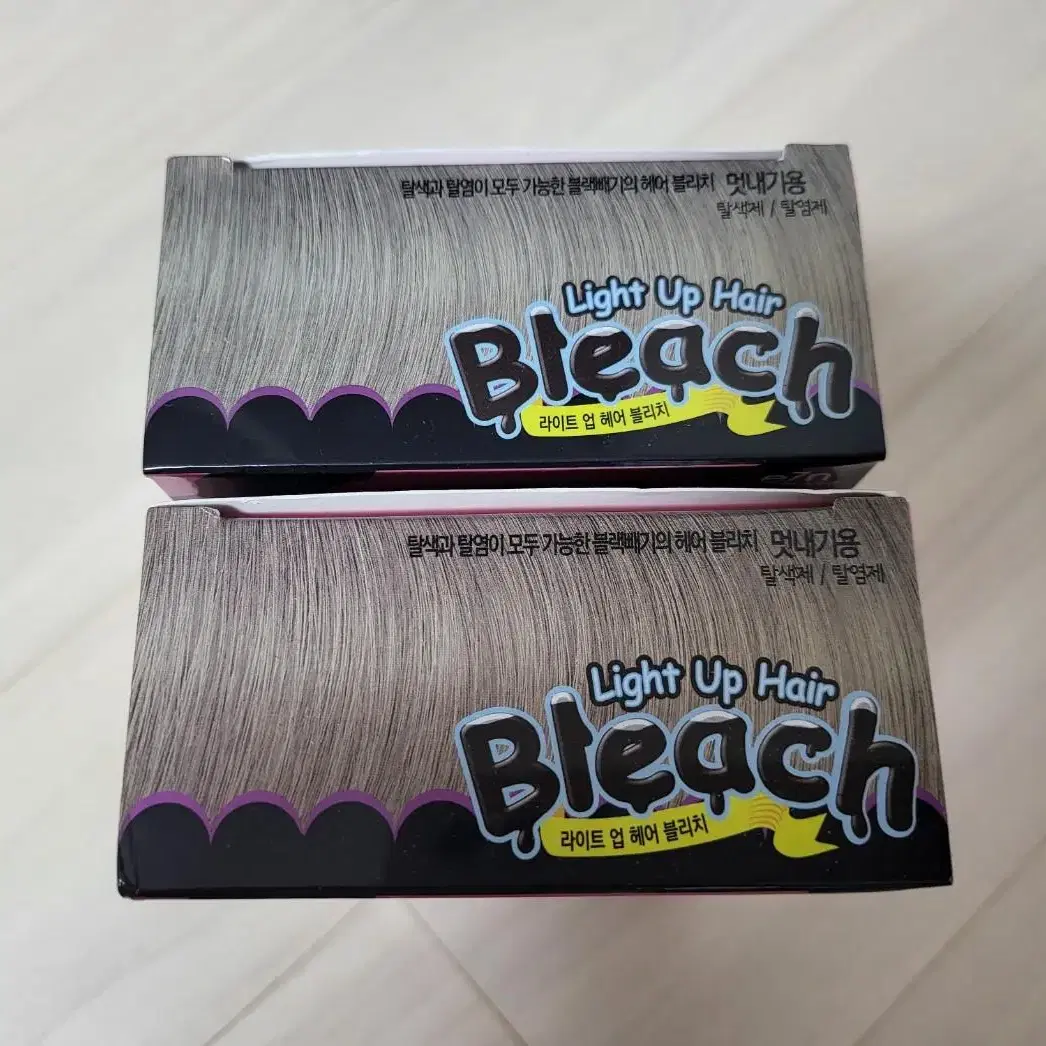 탈색과 탈염이 모두 가능한 블랙빼기의 헤어 블리치 멋내기용
탈색제 / 탈염제
Light Up Hair
Bleach
라이트 업 헤어 블리치
탈색과 탈염이 모두 가능한 블랙빼기의 헤어 블리치 멋내기용
탈색제 / 탈염제
Light Up Hair
Bleach
라이트 업 헤어 블리치